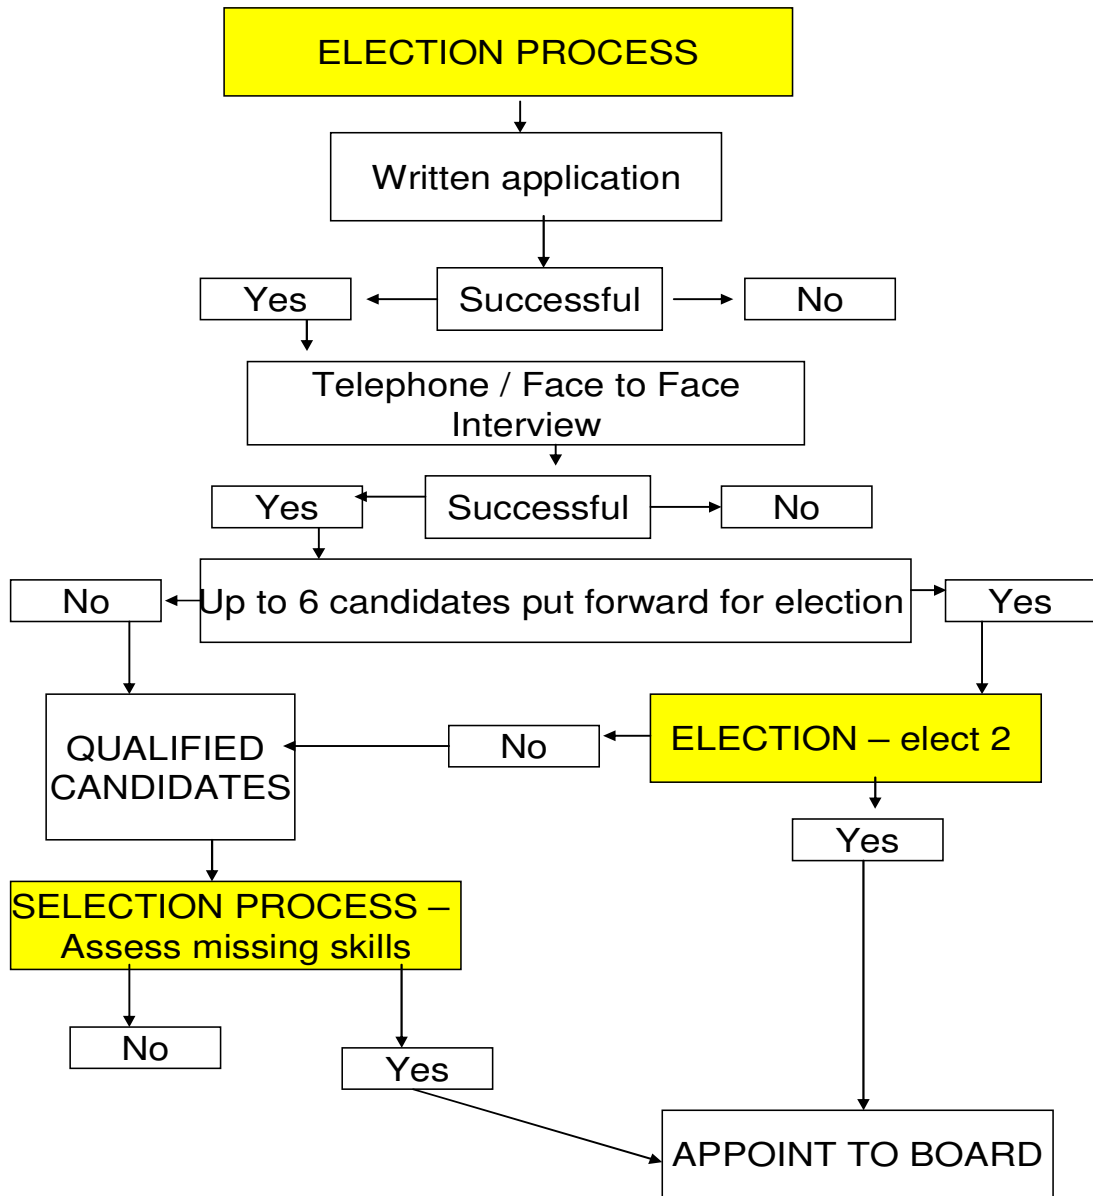 ELECTION PROCESS
Written application
Yes
Successful
No
Telephone / Face to Face
Interview
Yes
Successful
No
No
Up to 6 candidates put forward for election
Yes
QUALIFIED
CANDIDATES
No
ELECTION – elect 2
Yes
SELECTION PROCESS –
Assess missing skills
No
Yes
APPOINT TO BOARD